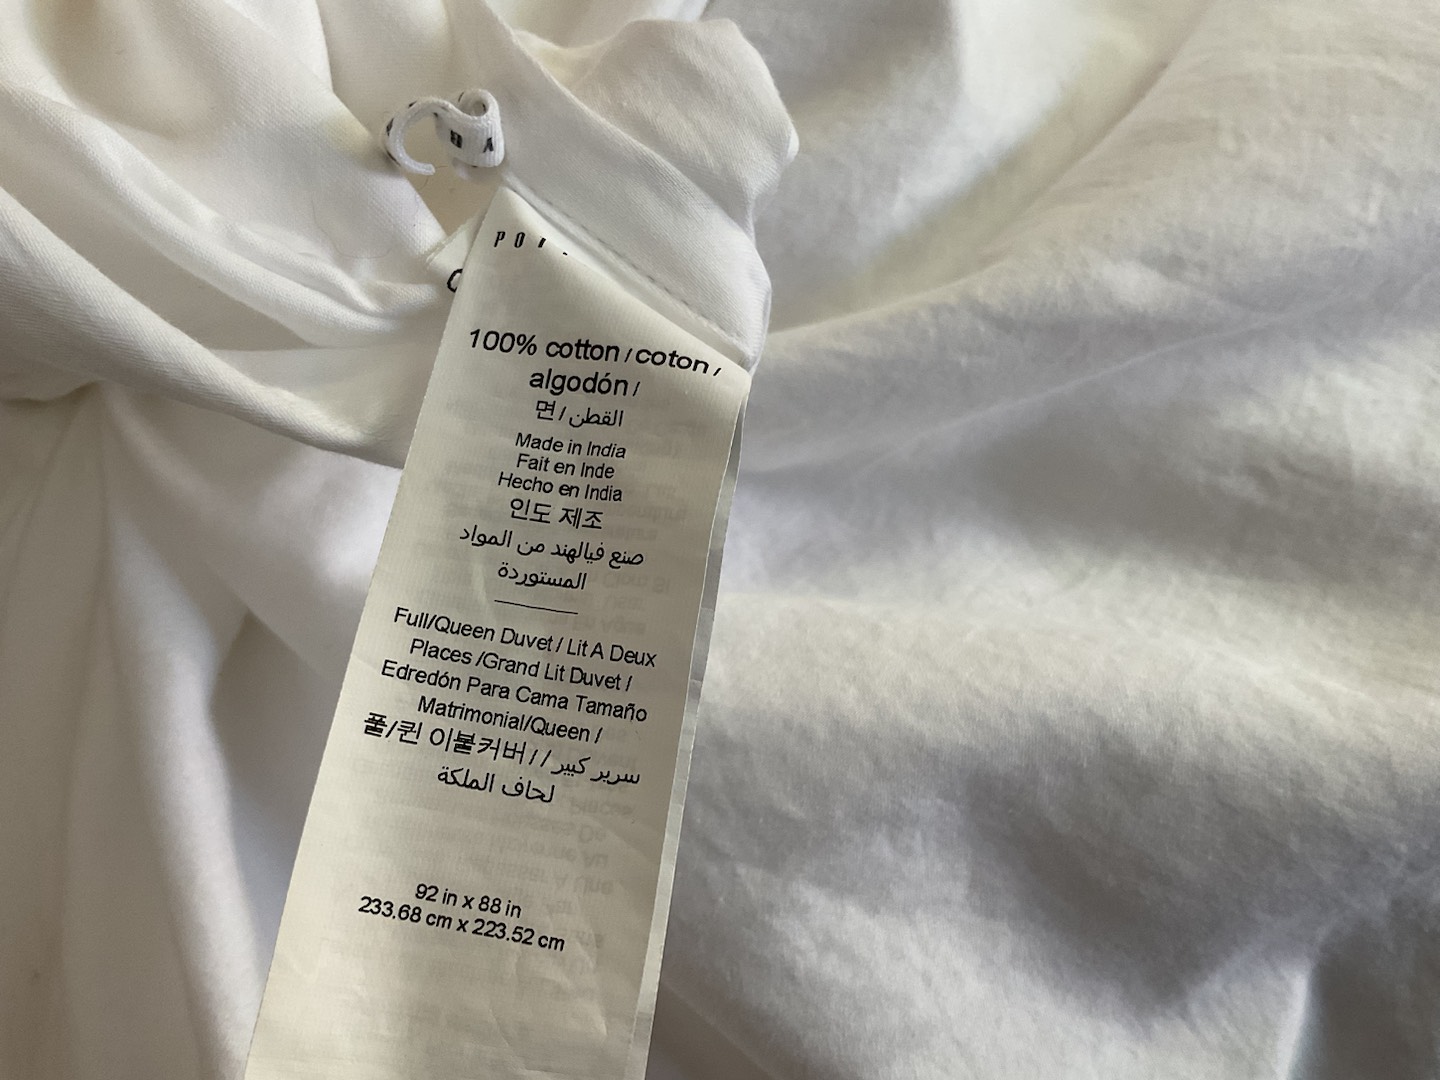 100% cotton / coton /
algodón /
면 / القطن
Made in India
Fait en Inde
Hecho en India
인도 제조
صنع فيالهند من المواد
المستوردة
Full/Queen Duvet / Lit A Deux
Places /Grand Lit Duvet /
Edredón Para Cama Tamaño
Matrimonial/Queen /
풀/퀸 이불커버 / / سرير كبير
لحاف الملكة
92 in x 88 in
233.68 cm x 223.52 cm